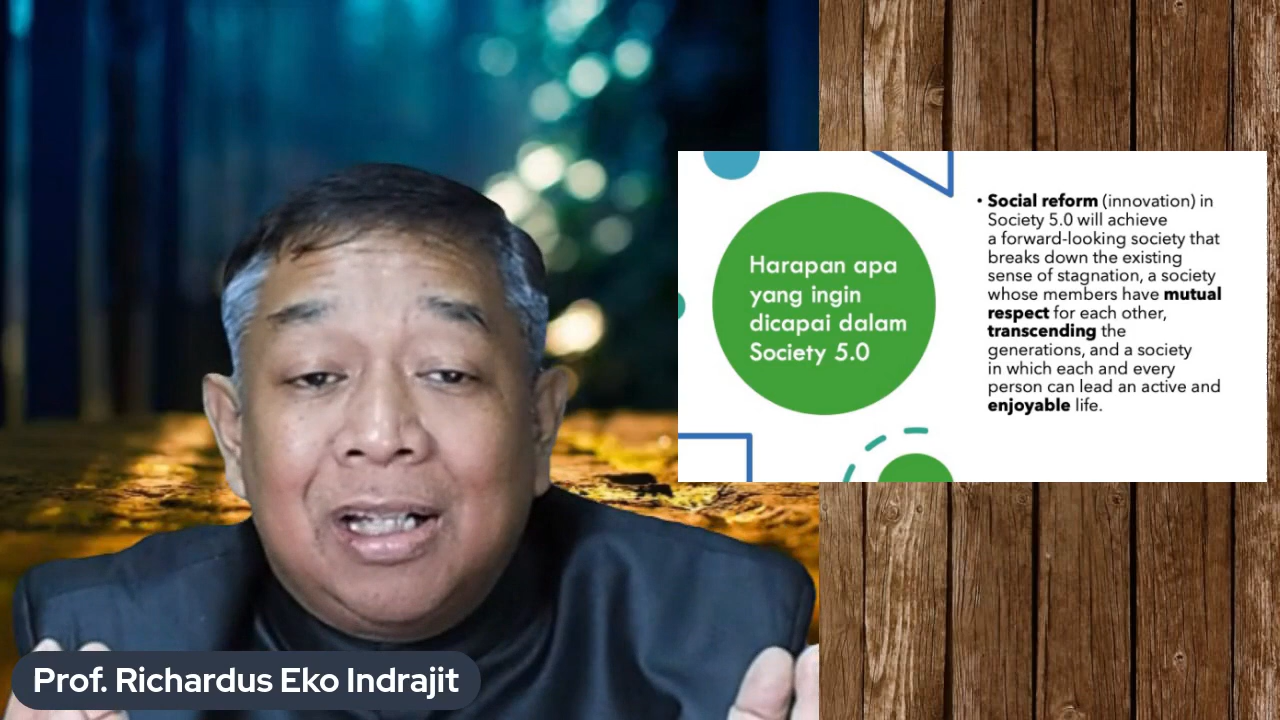 Harapan apa
yang ingin
dicapai dalam
Society 5.0
• Social reform (innovation) in
Society 5.0 will achieve
a forward-looking society that
breaks down the existing
sense of stagnation, a society
whose members have mutual
respect for each other,
transcending the
generations, and a society
in which each and every
person can lead an active and
enjoyable life.
Prof. Richardus Eko Indrajit